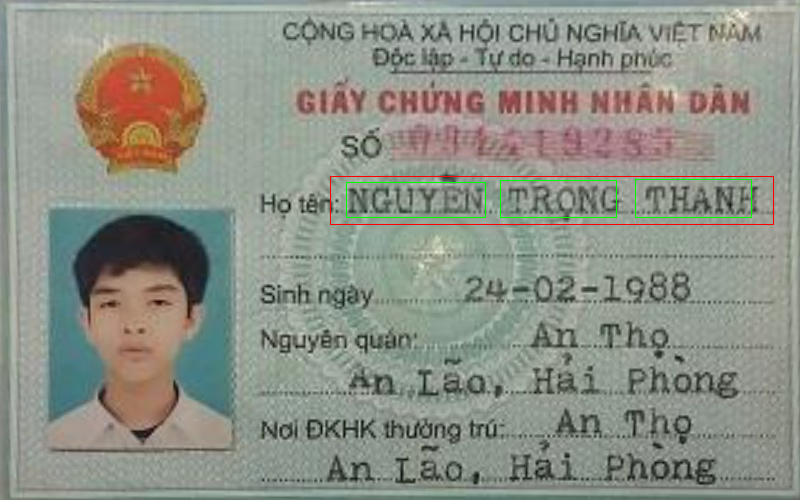 CỘNG HOÀ XÃ HỘI CHỦ NGHĨA VIỆT NAM
Độc lập - Tự do - Hạnh phúc
GIẤY CHỨNG MINH NHÂN DÂN
SỐ
Họ tên: NGUYỄN TRỌNG THANH
Sinh ngày 24-02-1988
Nguyên quán: An Thọ
An Lão, Hải Phòng
Nơi ĐKHK thường trú: An Thọ
An Lão, Hải Phòng